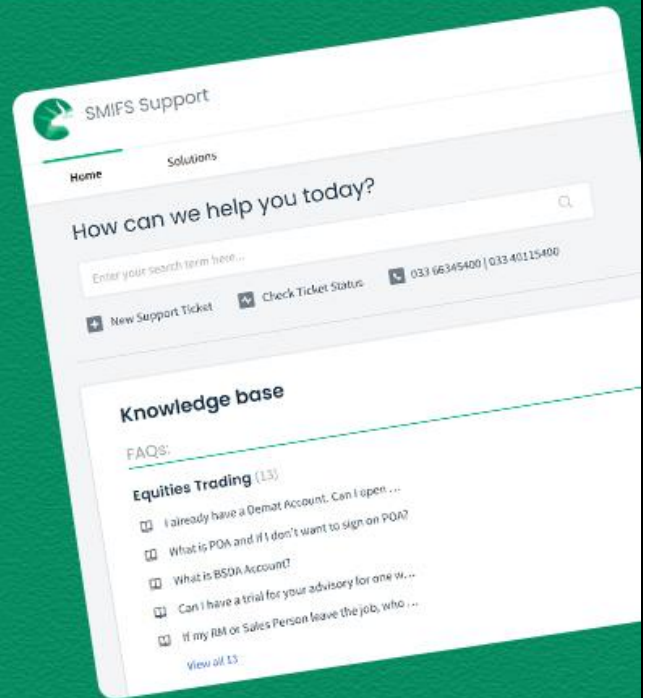 SMIFS Support
Home Solutions
How can we help you today?
Enter your search term here...
New Support Ticket Check Ticket Status 033 66345400 | 033 40115400
Knowledge base
FAQs:
Equities Trading (13)
I already have a Demat Account. Can I open ...
What is POA and if I don't want to sign on POA?
What is BSDA Account?
Can I have a trial for your advisory for one w...
If my RM or Sales Person leave the job, who ...
View all 13